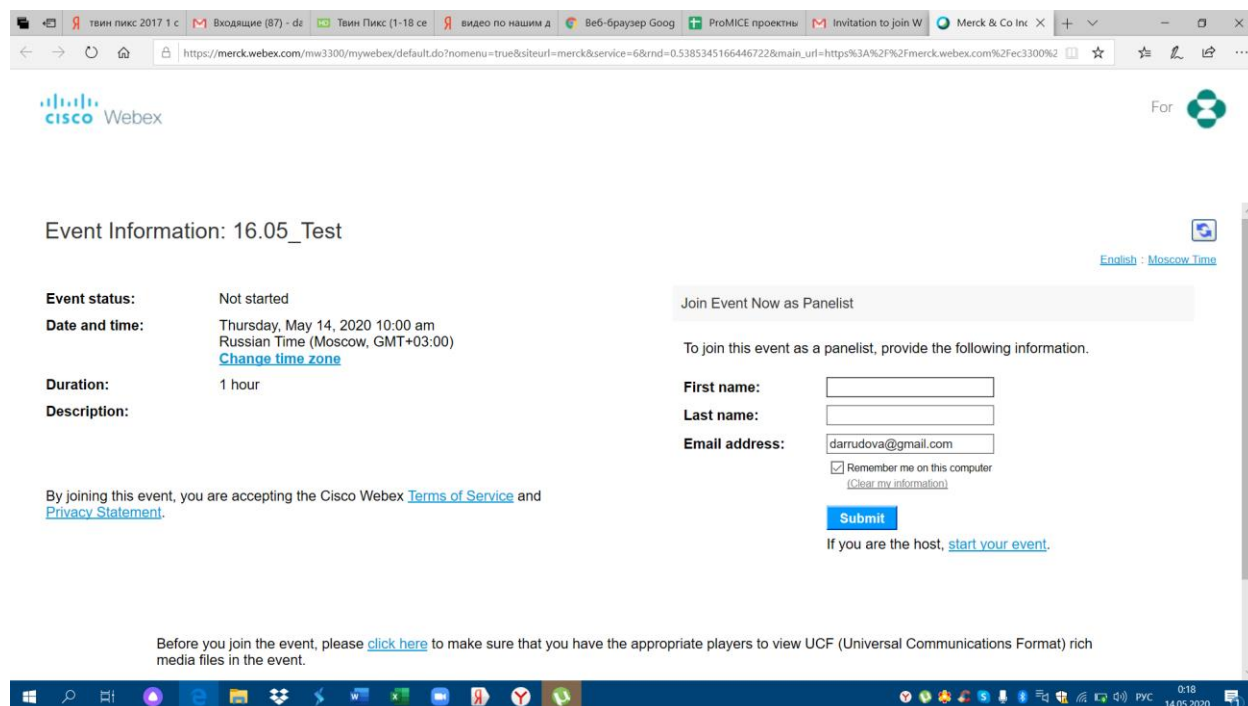 твин пикс 2017 1 с
Входящие (87) - da
Твин Пикс (1-18 се
видео по нашим д
Веб-браузер Goog
ProMICE проектны
Invitation to join W
Merck & Co Inc
https://merck.webex.com/mw3300/mywebex/default.do?nomenu=true&siteurl=merck&service=6&rnd=0.5385345166446722&main_url=https%3A%2F%2Fmerck.webex.com%2Fec3300%2
cisco Webex
For
Event Information: 16.05_Test
English : Moscow Time
Event status: Not started
Date and time: Thursday, May 14, 2020 10:00 am
Russian Time (Moscow, GMT+03:00)
Change time zone
Duration: 1 hour
Description:
By joining this event, you are accepting the Cisco Webex Terms of Service and
Privacy Statement.
Join Event Now as Panelist
To join this event as a panelist, provide the following information.
First name:
Last name:
Email address: darrudova@gmail.com
Remember me on this computer
(Clear my information)
Submit
If you are the host, start your event.
Before you join the event, please click here to make sure that you have the appropriate players to view UCF (Universal Communications Format) rich
media files in the event.
РУС
0:18
14.05.2020